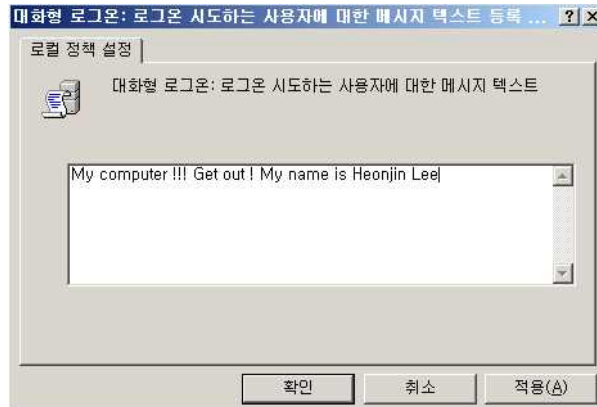 대화형 로그온: 로그온 시도하는 사용자에 대한 메시지 텍스트 등록 ...
로컬 정책 설정
대화형 로그온: 로그온 시도하는 사용자에 대한 메시지 텍스트
My computer !!! Get out ! My name is Heonjin Lee
확인 취소 적용(A)